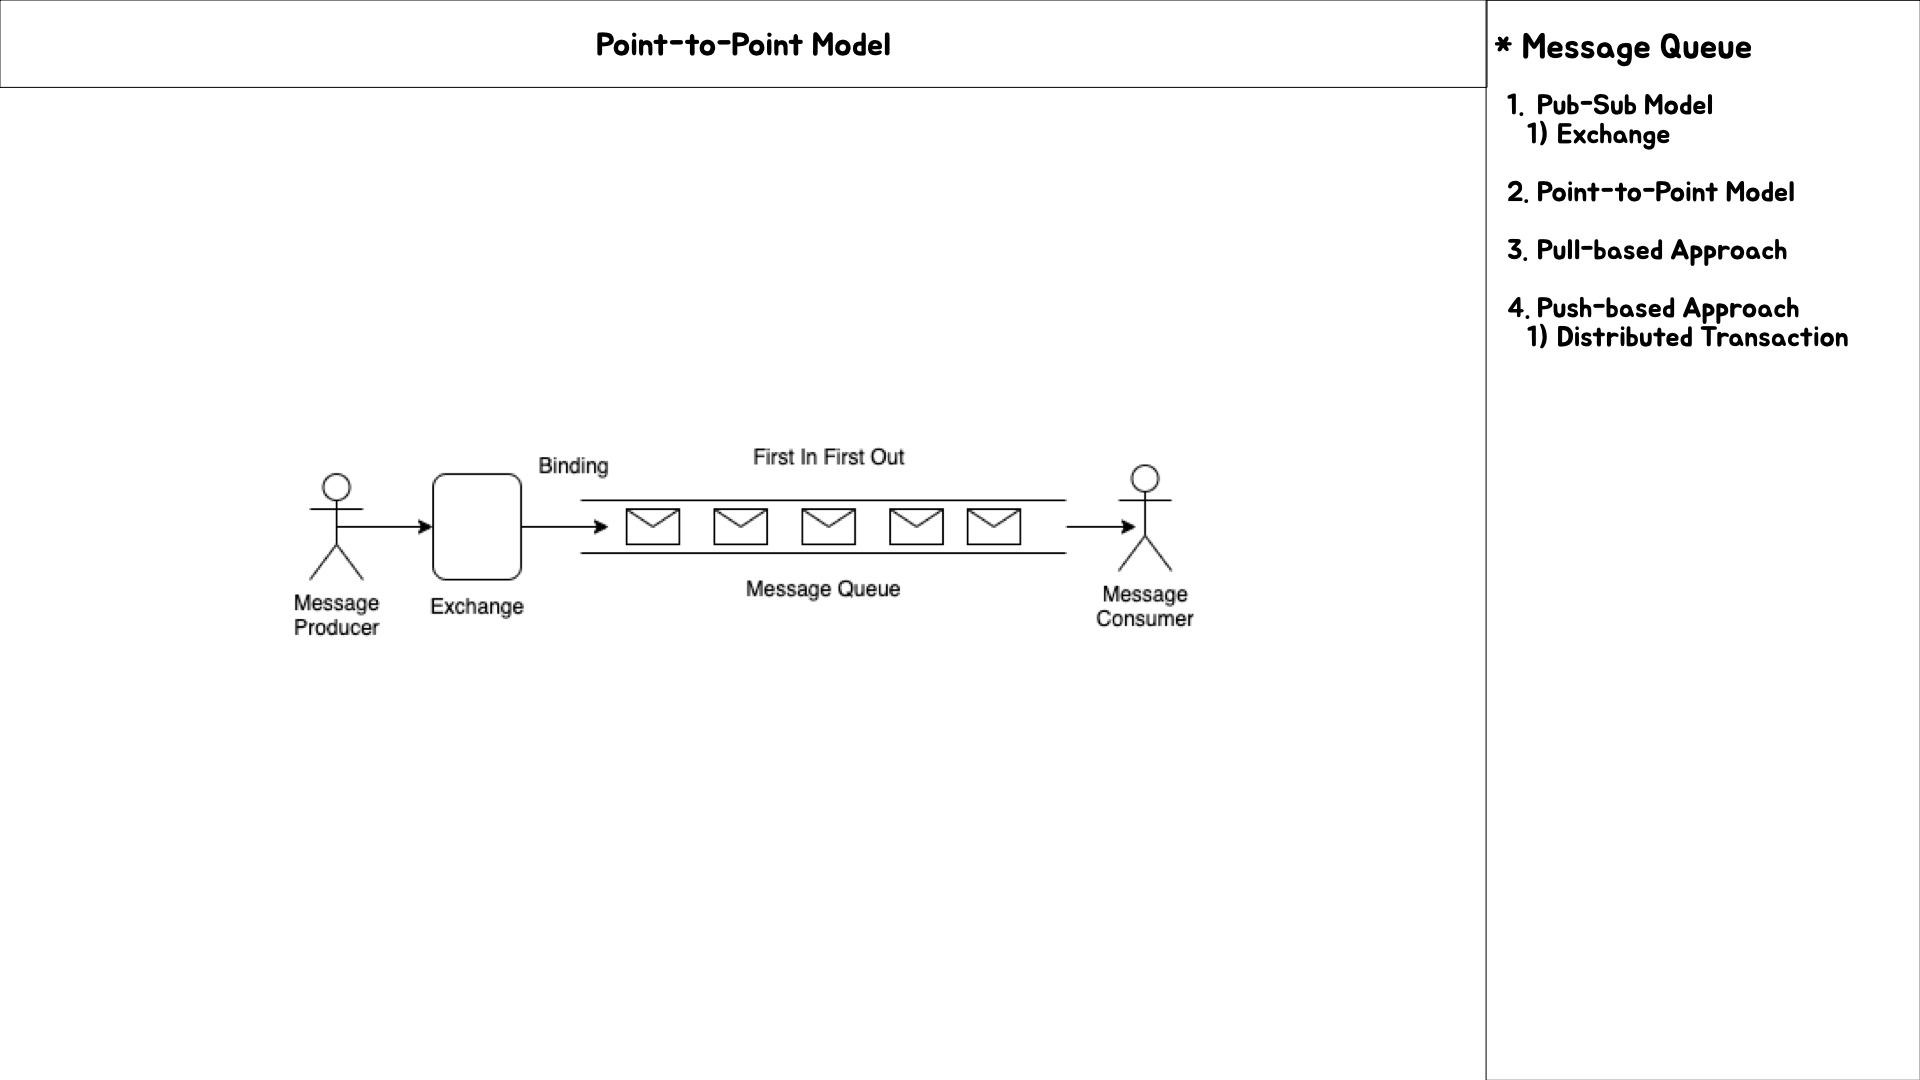 Point-to-Point Model
Binding
First In First Out
Message
Producer
Exchange
Message Queue
Message
Consumer
* Message Queue
1. Pub-Sub Model
1) Exchange
2. Point-to-Point Model
3. Pull-based Approach
4. Push-based Approach
1) Distributed Transaction